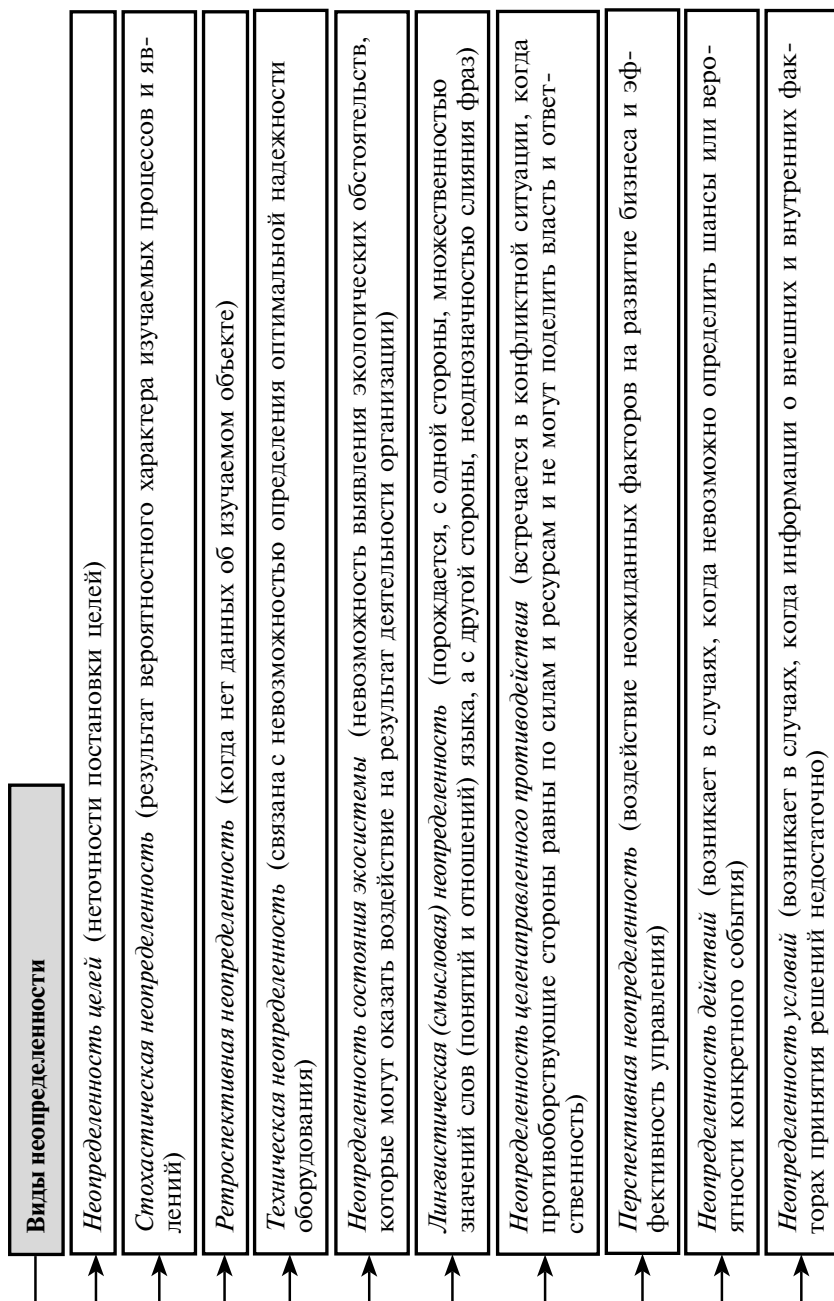 Виды неопределенности
Неопределенность целей (неточности постановки целей)
Стохастическая неопределенность (результат вероятностного характера изучаемых процессов и яв-
лений)
Ретроспективная неопределенность (когда нет данных об изучаемом объекте)
Техническая неопределенность (связана с невозможностью определения оптимальной надежности
оборудования)
Неопределенность состояния экосистемы (невозможность выявления экологических обстоятельств,
которые могут оказать воздействие на результат деятельности организации)
Лингвистическая (смысловая) неопределенность (порождается, с одной стороны, множественностью
значений слов (понятий и отношений) языка, а с другой стороны, неоднозначностью слияния фраз)
Неопределенность целенаправленного противодействия (встречается в конфликтной ситуации, когда
противоборствующие стороны равны по силам и ресурсам и не могут поделить власть и ответ-
ственность)
Перспективная неопределенность (воздействие неожиданных факторов на развитие бизнеса и эф-
фективность управления)
Неопределенность действий (возникает в случаях, когда невозможно определить шансы или веро-
ятности конкретного события)
Неопределенность условий (возникает в случаях, когда информации о внешних и внутренних фак-
торах принятия решений недостаточно)